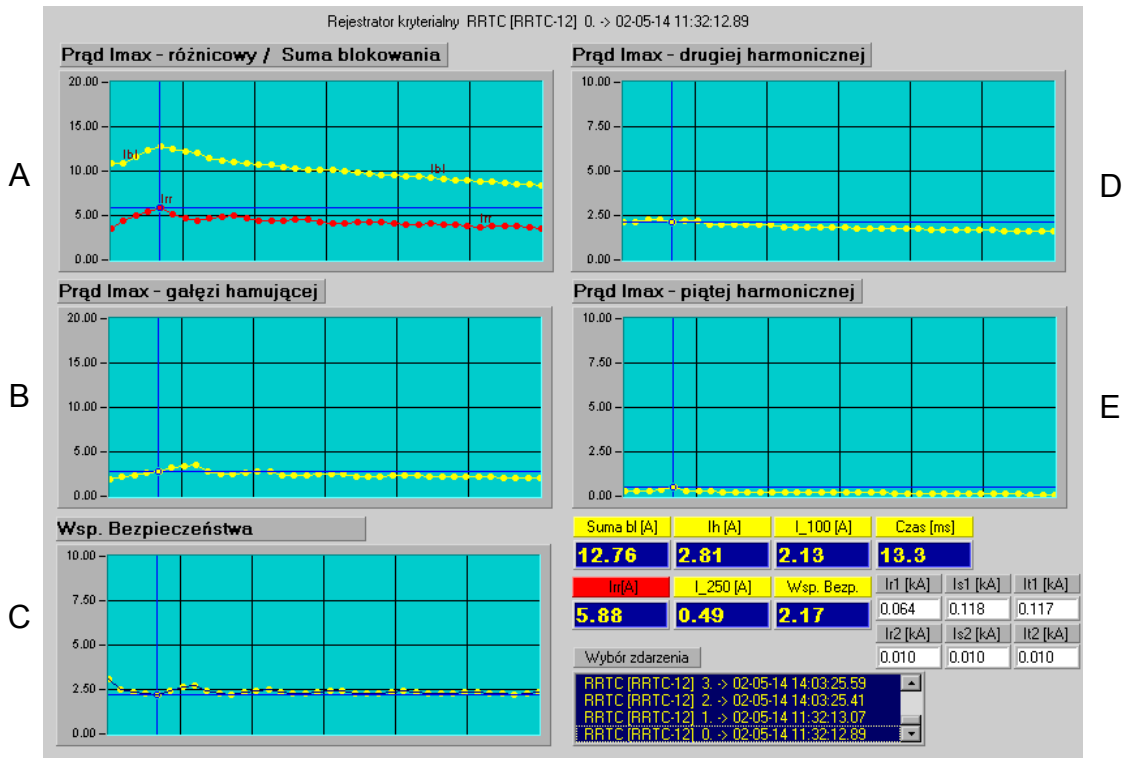 Rejestrator kryterialny RRTC [RRTC-12] 0. -> 02-05-14 11:32:12.89
Prąd Imax - różnicowy / Suma blokowania
20.00
15.00
10.00
5.00
0.00
Ibl
Ibl
Irr
Irr
A
Prąd Imax - drugiej harmonicznej
10.00
7.50
5.00
2.50
0.00
D
Prąd Imax - gałęzi hamującej
20.00
15.00
10.00
5.00
0.00
B
Prąd Imax - piątej harmonicznej
10.00
7.50
5.00
2.50
0.00
E
Wsp. Bezpieczeństwa
10.00
7.50
5.00
2.50
0.00
C
Suma bl [A] Ih [A] I_100 [A] Czas [ms]
12.76 2.81 2.13 13.3
Irr[A] I_250 [A] Wsp. Bezp. Ir1 [kA] Is1 [kA] It1 [kA]
5.88 0.49 2.17 0.064 0.118 0.117
Ir2 [kA] Is2 [kA] It2 [kA]
0.010 0.010 0.010
Wybór zdarzenia
RRTC [RRTC-12] 3. -> 02-05-14 14:03:25.59
RRTC [RRTC-12] 2. -> 02-05-14 14:03:25.41
RRTC [RRTC-12] 1. -> 02-05-14 11:32:13.07
RRTC [RRTC-12] 0. -> 02-05-14 11:32:12.89